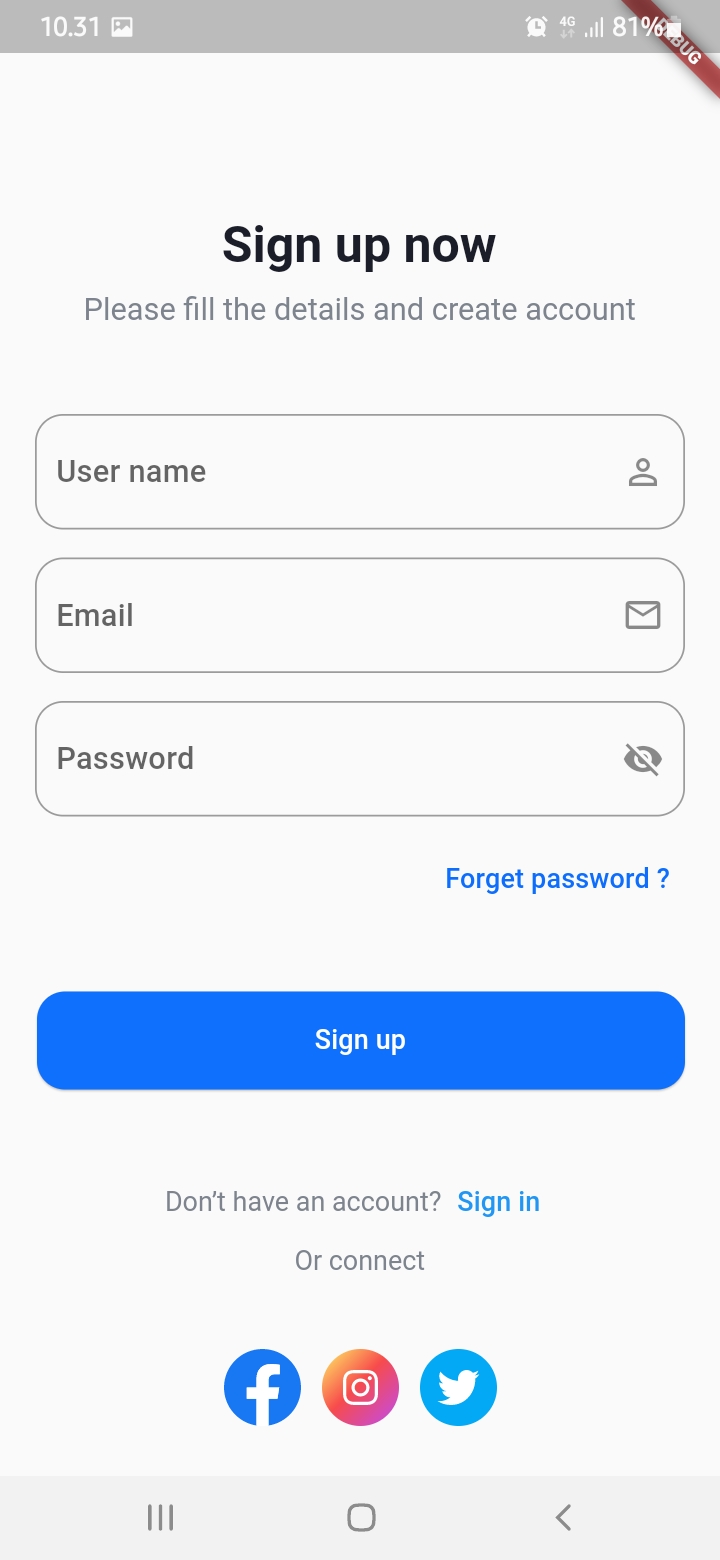 10.31
4G
81%
DEBUG
Sign up now
Please fill the details and create account
User name
Email
Password
Forget password ?
Sign up
Don’t have an account? Sign in
Or connect